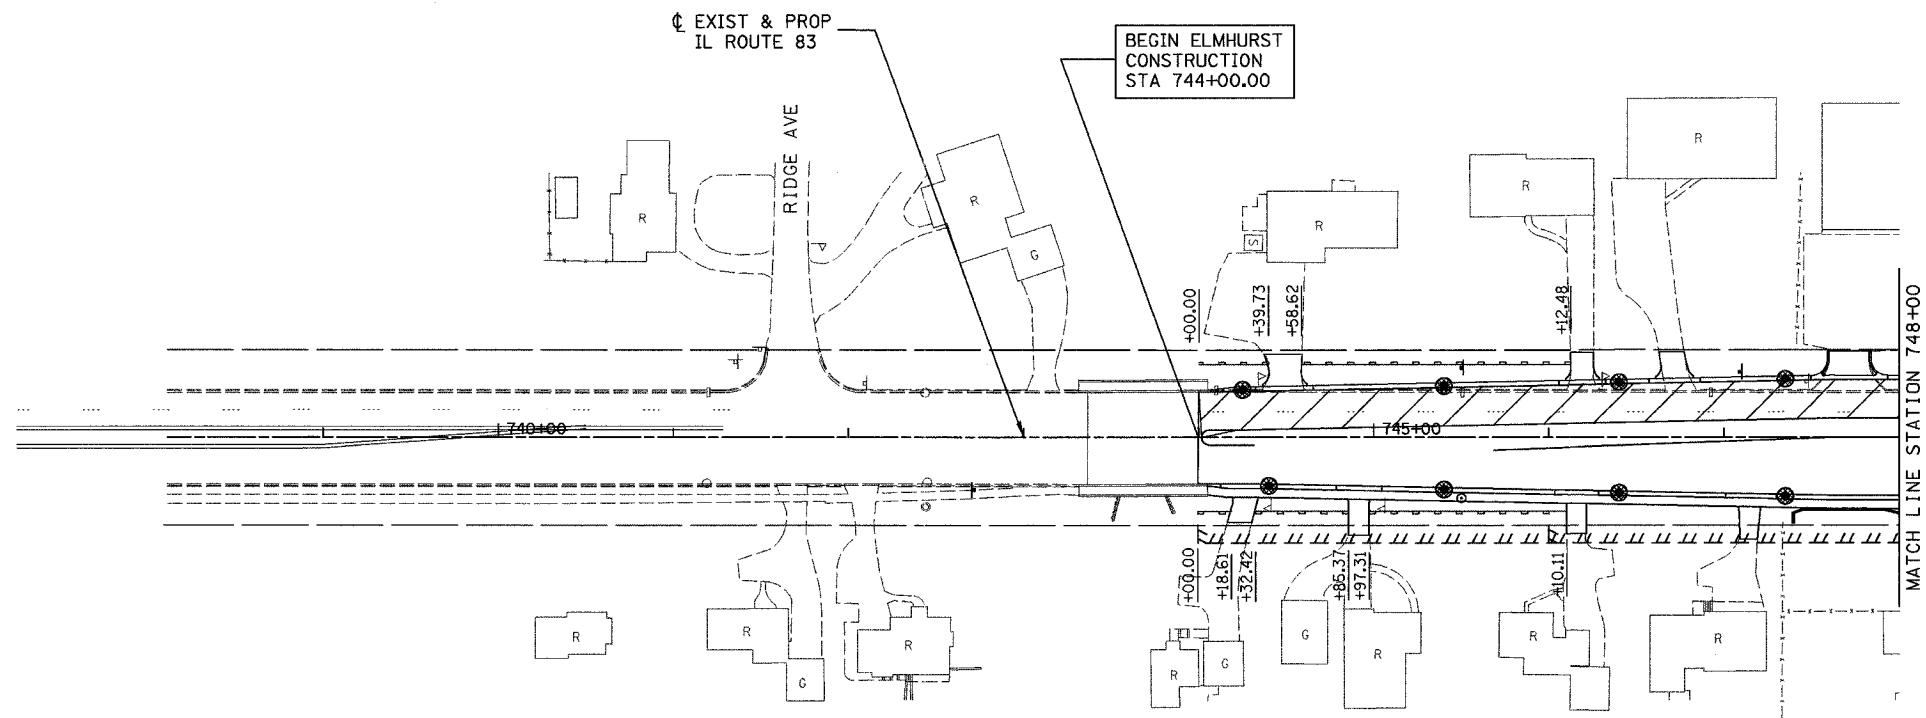 ℄ EXIST & PROP
IL ROUTE 83
BEGIN ELMHURST
CONSTRUCTION
STA 744+00.00
RIDGE AVE
R
R
G
S
R
R
R
+00.00
+39.73
+58.62
+12.48
740+00
745+00
MATCH LINE STATION 748+00
+00.00
+18.61
+32.42
+97.31
+10.11
R
R
G
R
R
G
G
R
R
R